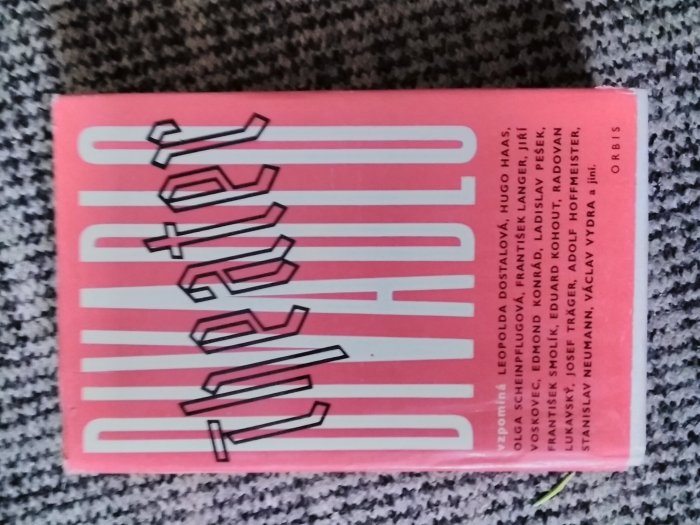 DIVADLO
theater
vzpomíná LEOPOLDA DOSTALOVÁ, HUGO HAAS,
OLGA SCHEINPFLUGOVÁ, FRANTIŠEK LANGER, JIŘÍ
VOSKOVEC, EDMOND KONRÁD, LADISLAV PEŠEK,
FRANTIŠEK SMOLÍK, EDUARD KOHOUT, RADOVAN
LUKAVSKÝ, JOSEF TRÄGER, ADOLF HOFFMEISTER,
STANISLAV NEUMANN, VÁCLAV VYDRA a jiní.
ORBIS